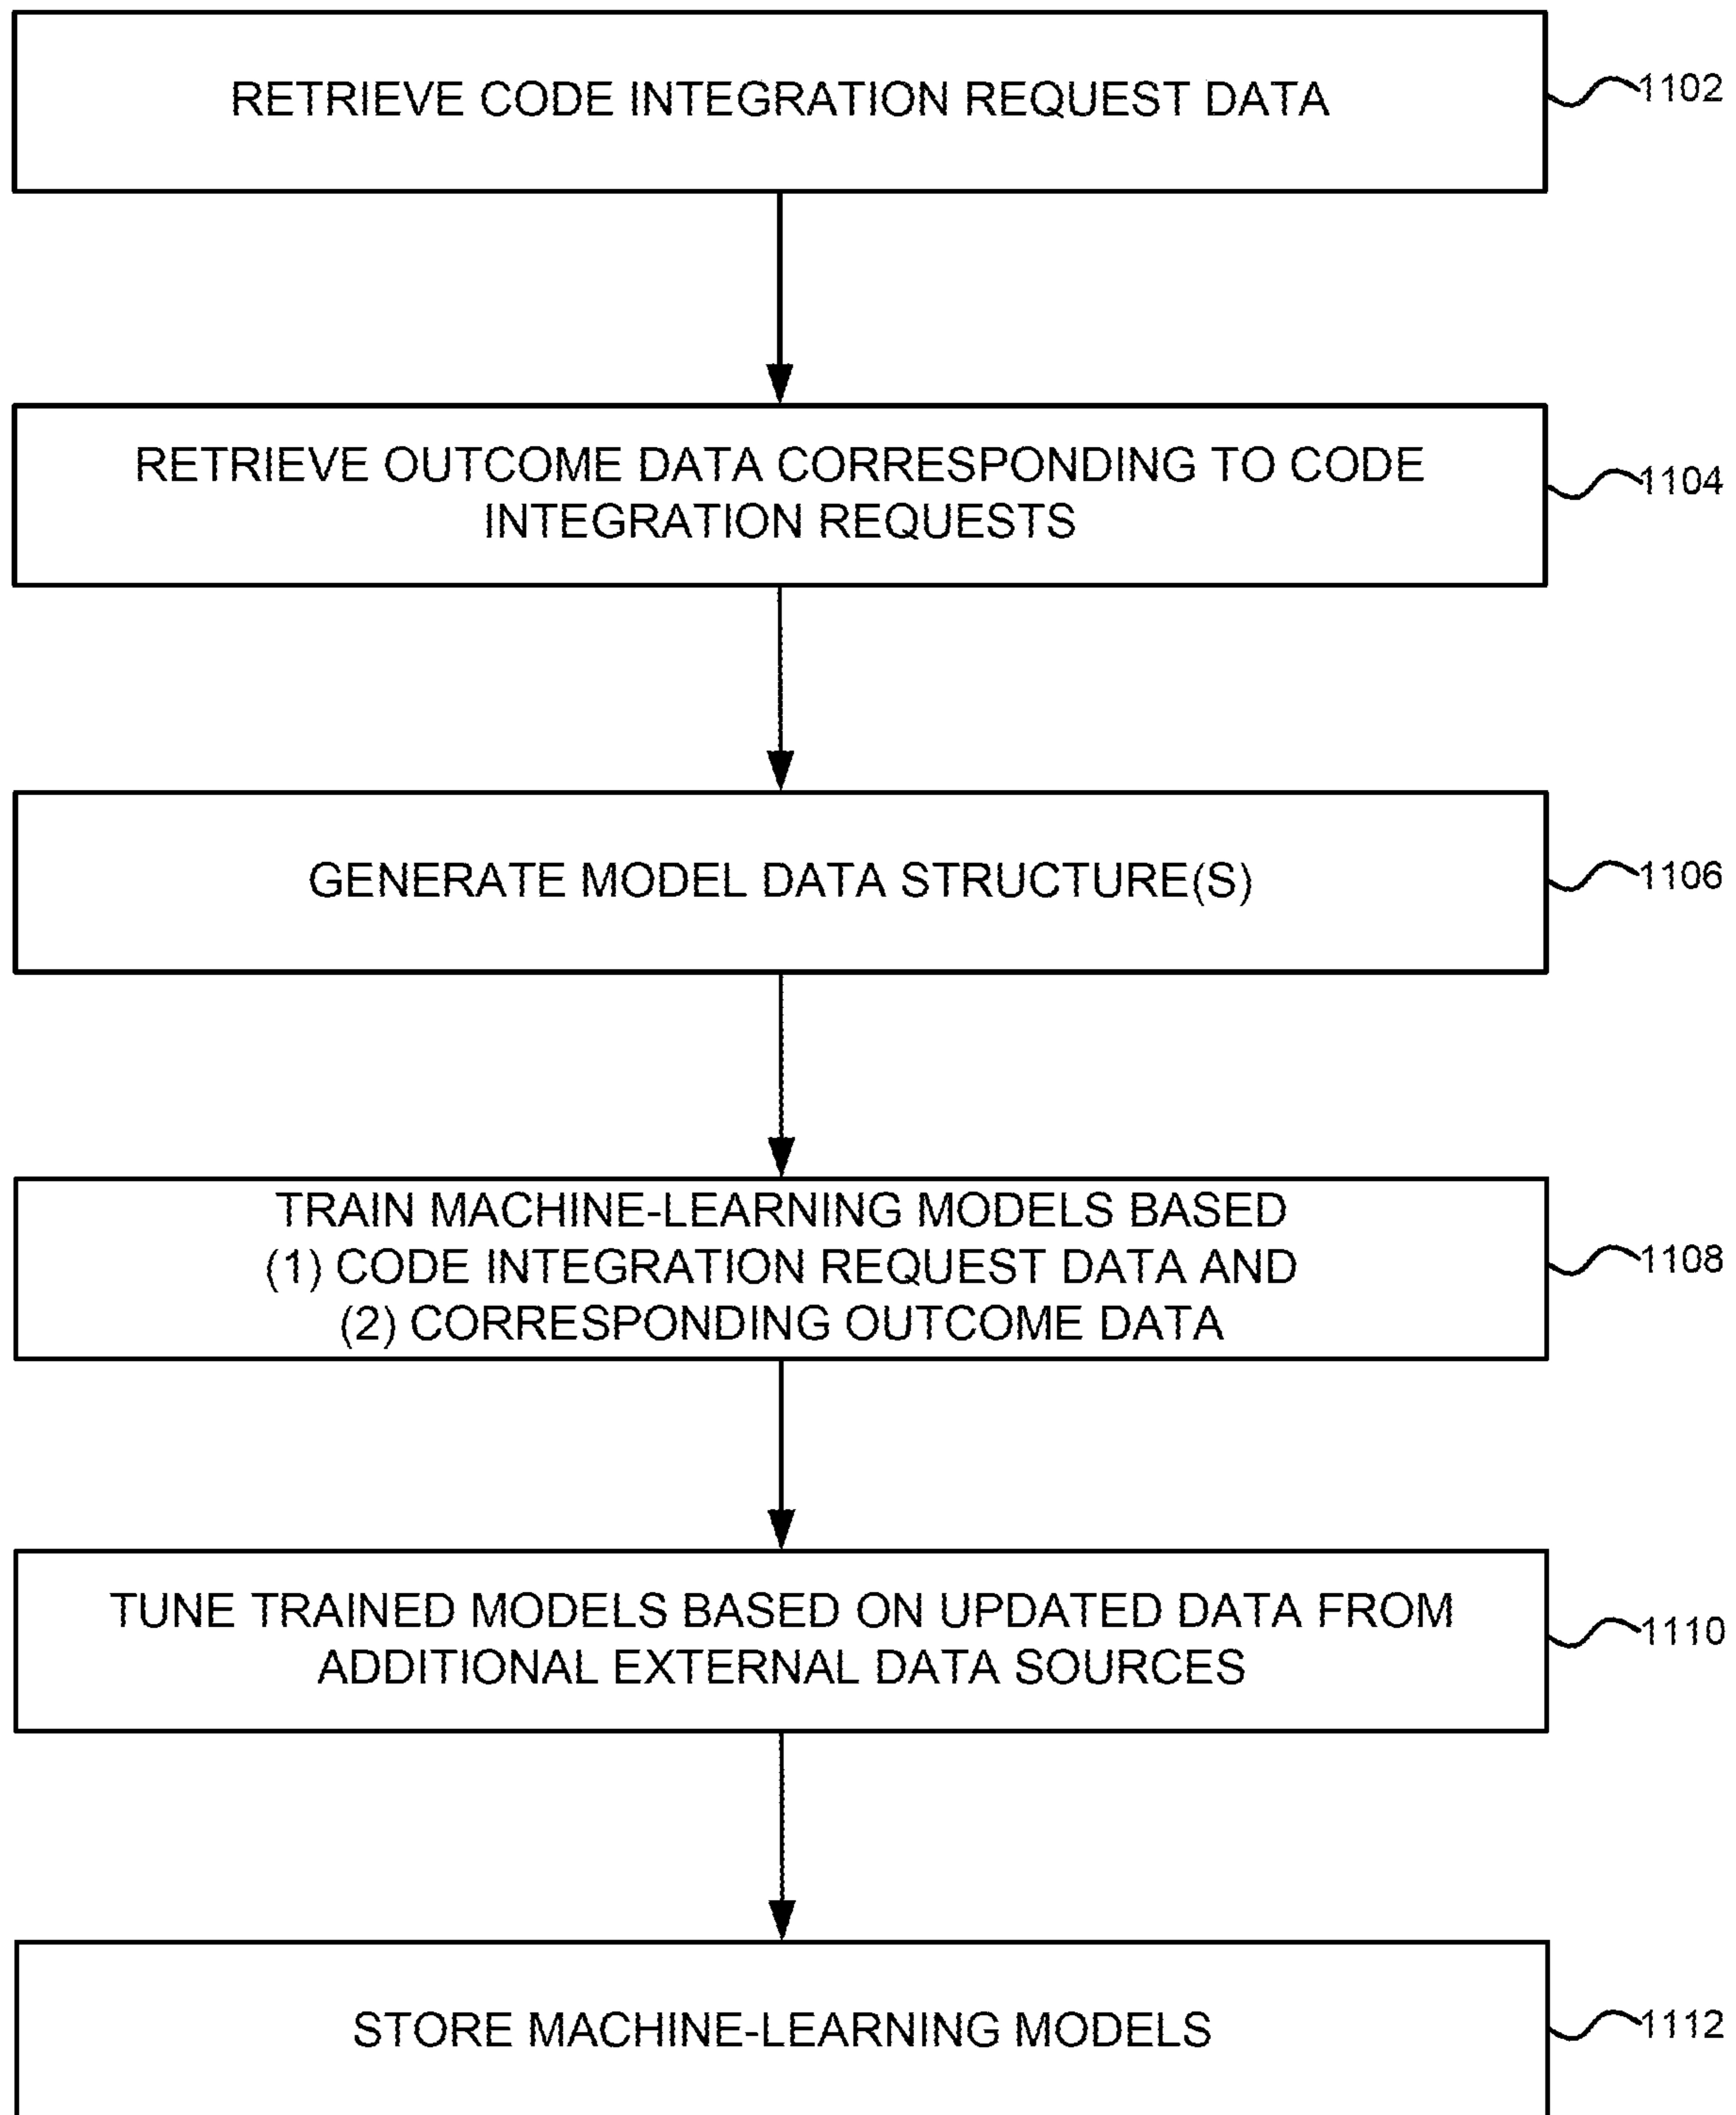 RETRIEVE CODE INTEGRATION REQUEST DATA
1102
RETRIEVE OUTCOME DATA CORRESPONDING TO CODE
INTEGRATION REQUESTS
1104
GENERATE MODEL DATA STRUCTURE(S)
1106
TRAIN MACHINE-LEARNING MODELS BASED
(1) CODE INTEGRATION REQUEST DATA AND
(2) CORRESPONDING OUTCOME DATA
1108
TUNE TRAINED MODELS BASED ON UPDATED DATA FROM
ADDITIONAL EXTERNAL DATA SOURCES
1110
STORE MACHINE-LEARNING MODELS
1112